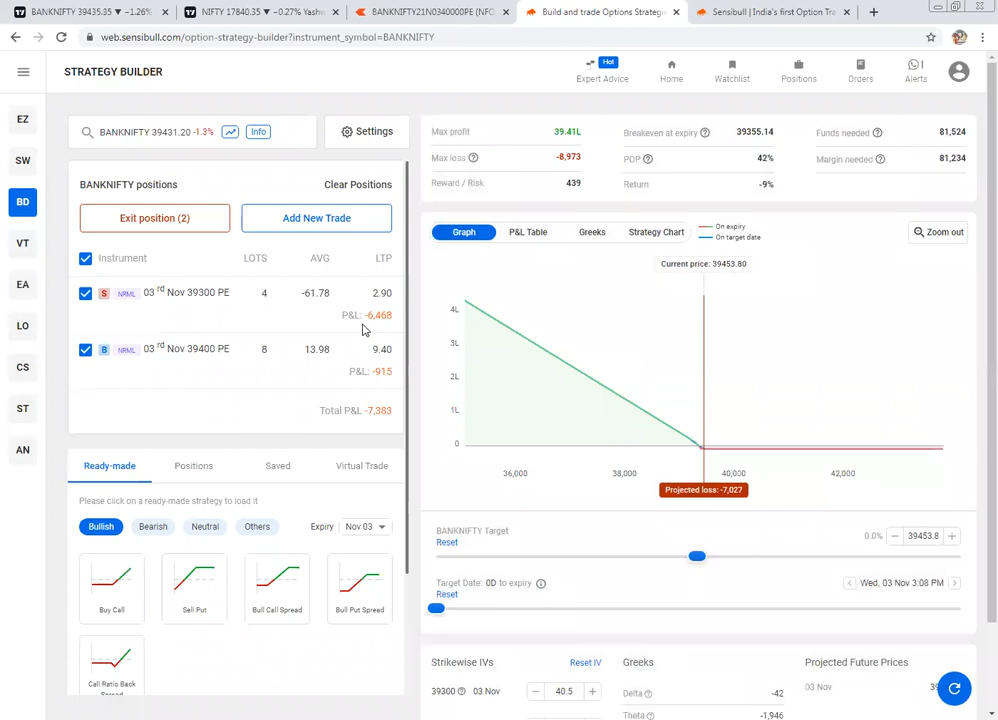 BANKNIFTY 39435.35 ▼ −1.26%
NIFTY 17840.35 ▼ −0.27% Yashw
BANKNIFTY21N0340000PE (NFO
Build and trade Options Strategie
Sensibull | India's first Option Tra
web.sensibull.com/option-strategy-builder?instrument_symbol=BANKNIFTY
STRATEGY BUILDER
Hot
Expert Advice
Home
Watchlist
Positions
Orders
Alerts
EZ
SW
BD
VT
EA
LO
CS
ST
AN
BANKNIFTY 39431.20 -1.3%
Info
Settings
BANKNIFTY positions
Clear Positions
Exit position (2)
Add New Trade
Instrument LOTS AVG LTP
S NRML 03 rd Nov 39300 PE 4 -61.78 2.90
P&L: -6,468
B NRML 03 rd Nov 39400 PE 8 13.98 9.40
P&L: -915
Total P&L -7,383
Ready-made Positions Saved Virtual Trade
Please click on a ready-made strategy to load it
Bullish Bearish Neutral Others Expiry Nov 03
Buy Call
Sell Put
Bull Call Spread
Bull Put Spread
Call Ratio Back
Max profit 39.41L
Max loss -8,973
Reward / Risk 439
Breakeven at expiry 39355.14
POP 42%
Return -9%
Funds needed 81,524
Margin needed 81,234
Graph P&L Table Greeks Strategy Chart
On expiry
On target date
Zoom out
Current price: 39453.80
4L
3L
2L
1L
0
36,000 38,000 40,000 42,000
Projected loss: -7,027
BANKNIFTY Target
Reset
0.0% − 39453.8 +
Target Date: 0D to expiry
Reset
Wed, 03 Nov 3:08 PM
Strikewise IVs Reset IV
39300 03 Nov − 40.5 +
Greeks
Delta -42
Theta -1,946
Projected Future Prices
03 Nov